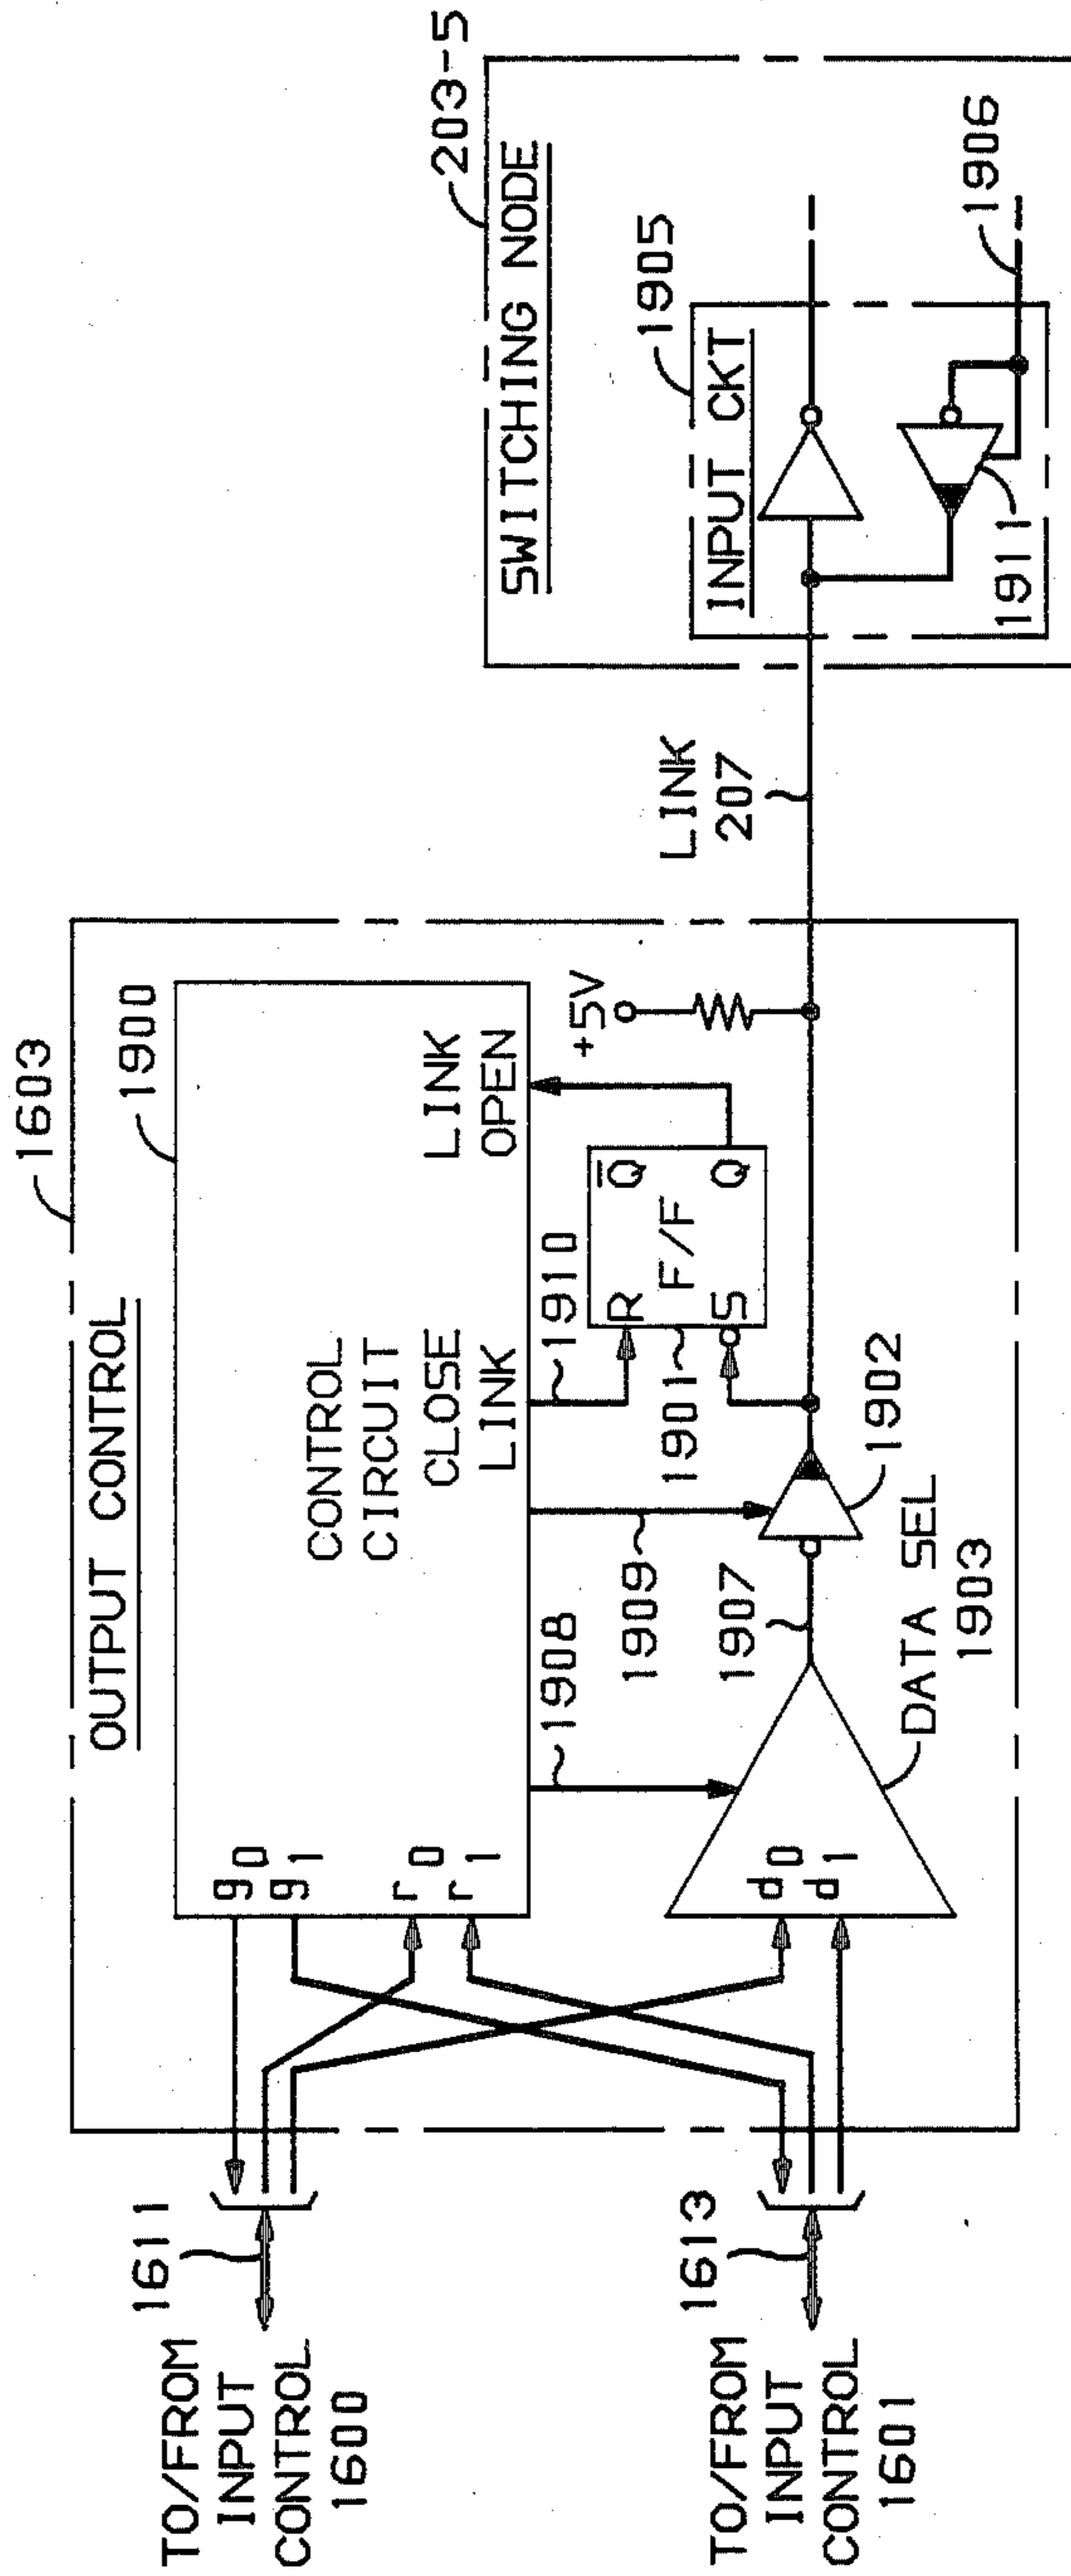 1603
OUTPUT CONTROL
1900
g0
g1
r0
r1
CONTROL
CIRCUIT
CLOSE
LINK
LINK
OPEN
1908
1909
1910
R
Q
F/F
S
Q
1901
+5V
d0
d1
1907
1902
DATA SEL
1903
1611
TO/FROM
INPUT
CONTROL
1600
1613
TO/FROM
INPUT
CONTROL
1601
LINK
207
203-5
SWITCHING NODE
1905
INPUT CKT
1911
1906